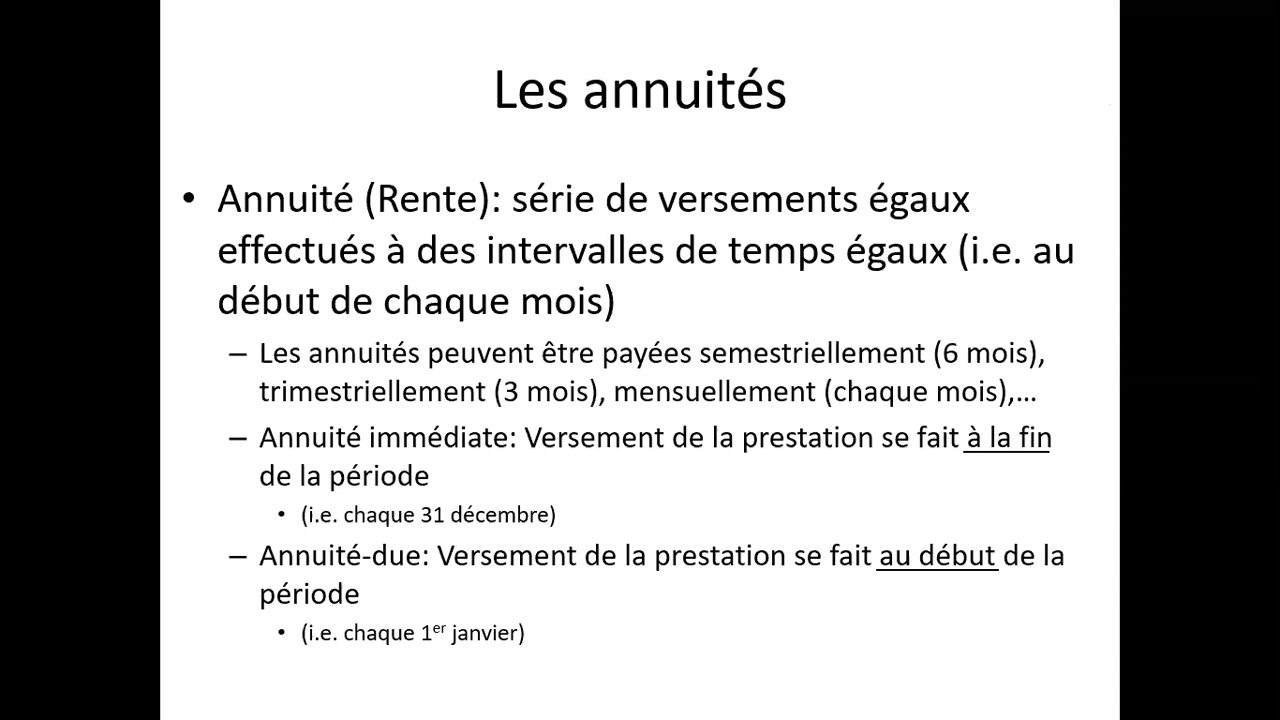 Les annuités
• Annuité (Rente): série de versements égaux
effectués à des intervalles de temps égaux (i.e. au
début de chaque mois)
– Les annuités peuvent être payées semestriellement (6 mois),
trimestriellement (3 mois), mensuellement (chaque mois),…
– Annuité immédiate: Versement de la prestation se fait à la fin
de la période
• (i.e. chaque 31 décembre)
– Annuité-due: Versement de la prestation se fait au début de la
période
• (i.e. chaque 1er janvier)